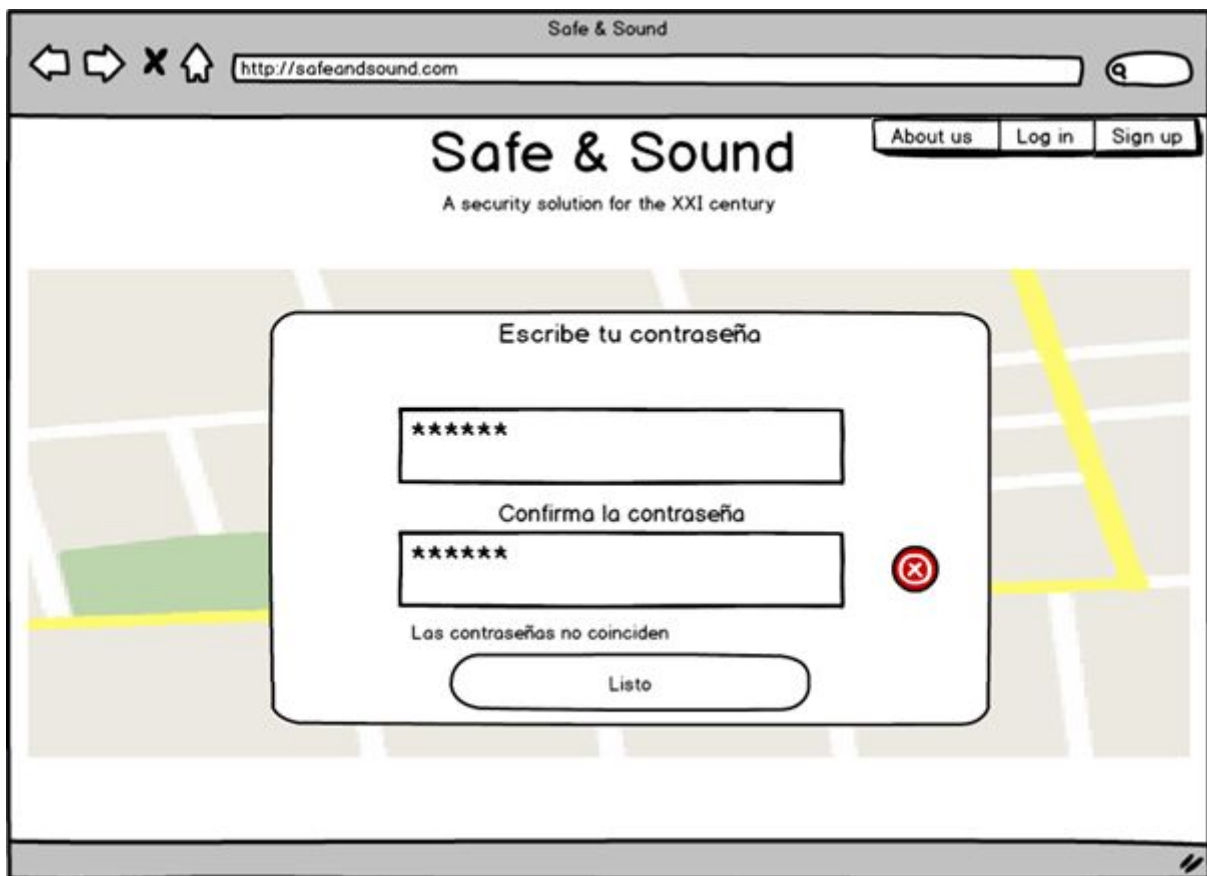 Safe & Sound
http://safeandsound.com
About us Log in Sign up
Safe & Sound
A security solution for the XXI century
Escribe tu contraseña
******
Confirma la contraseña
******
Las contraseñas no coinciden
Listo